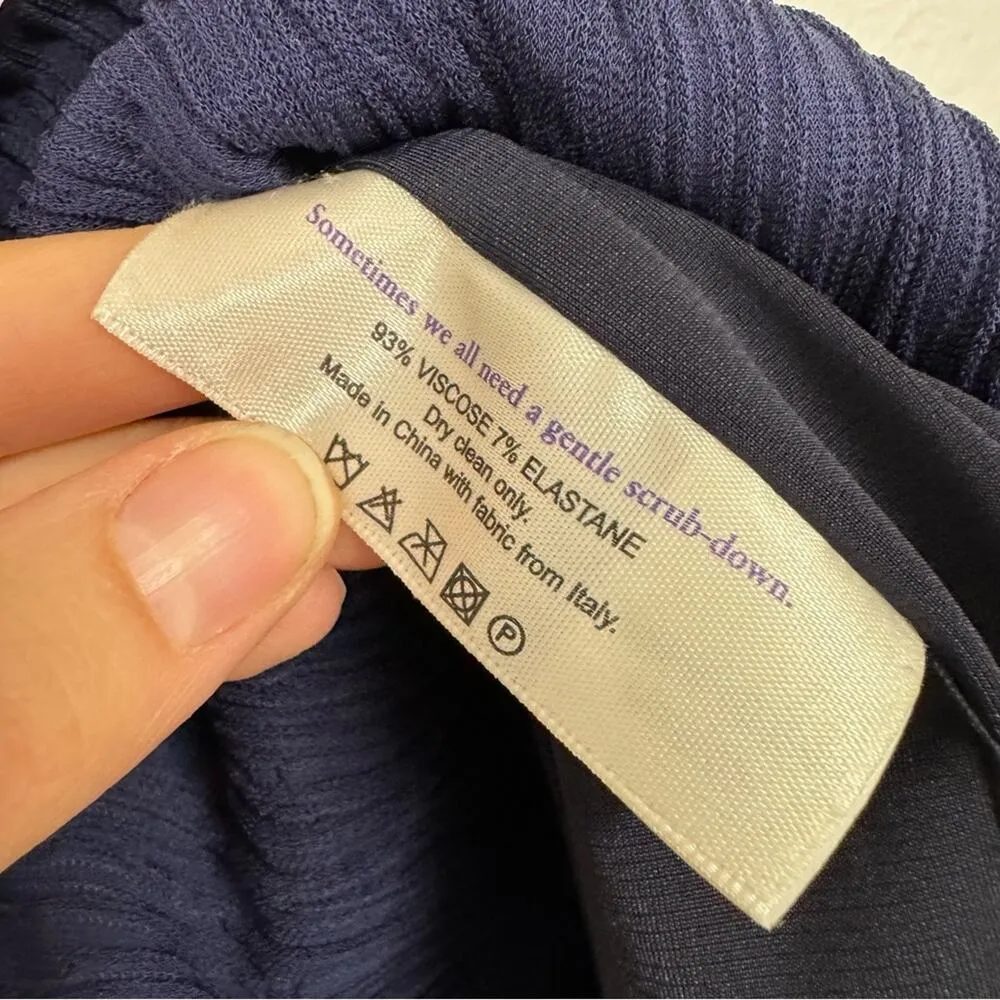 Sometimes we all need a gentle scrub-down.
93% VISCOSE 7% ELASTANE
Dry clean only.
Made in China with fabric from Italy.
P